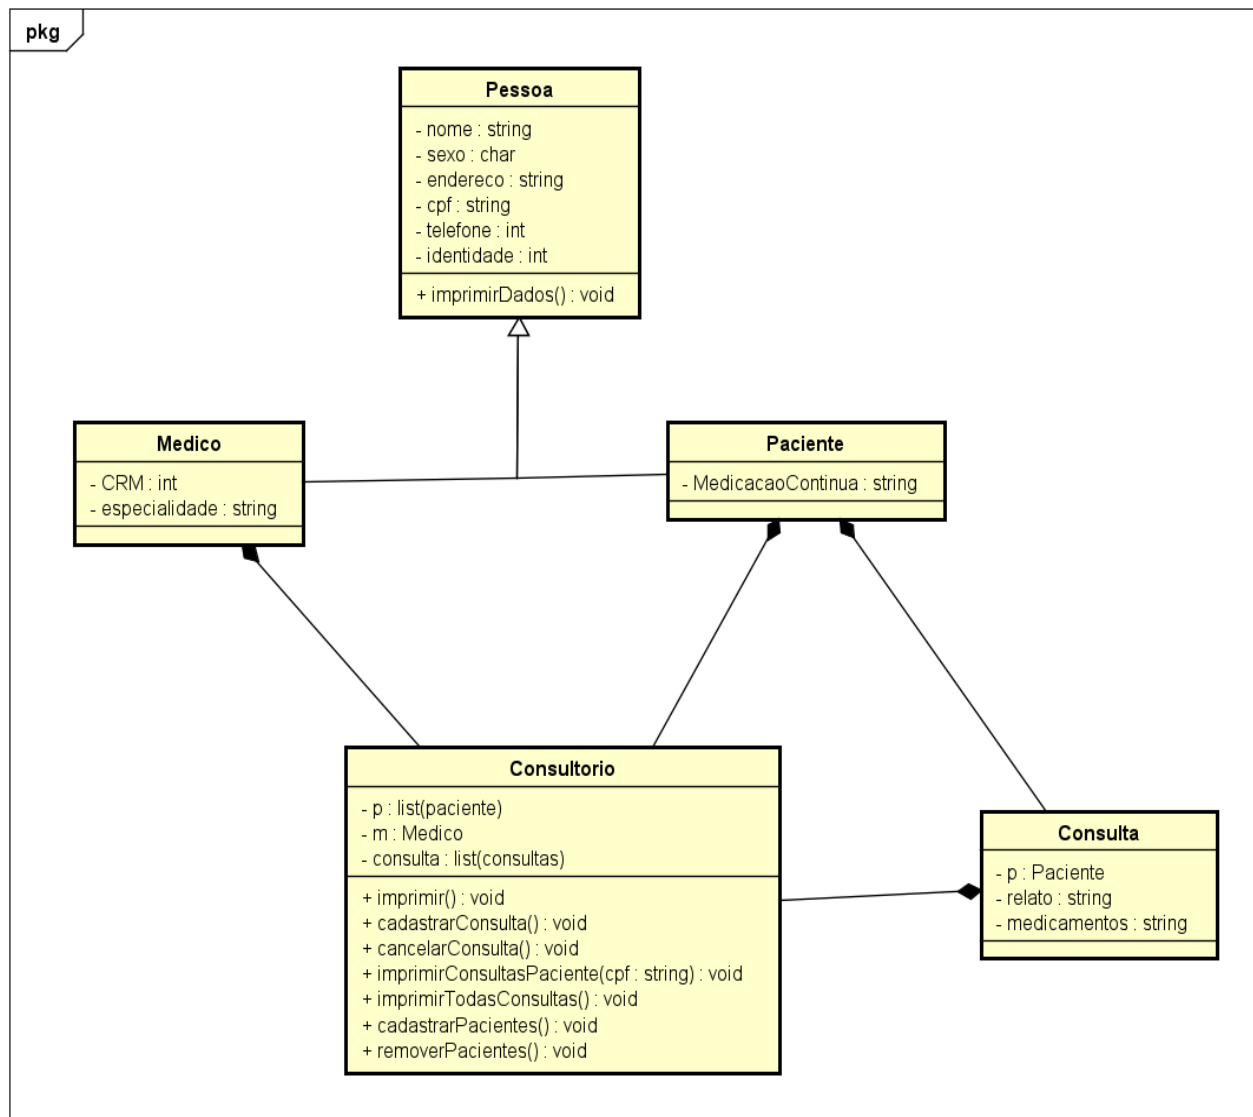 pkg
Pessoa
- nome : string
- sexo : char
- endereco : string
- cpf : string
- telefone : int
- identidade : int
+ imprimirDados() : void
Medico
- CRM : int
- especialidade : string
Paciente
- MedicacaoContinua : string
Consultorio
- p : list(paciente)
- m : Medico
- consulta : list(consultas)
+ imprimir() : void
+ cadastrarConsulta() : void
+ cancelarConsulta() : void
+ imprimirConsultasPaciente(cpf : string) : void
+ imprimirTodasConsultas() : void
+ cadastrarPacientes() : void
+ removerPacientes() : void
Consulta
- p : Paciente
- relato : string
- medicamentos : string